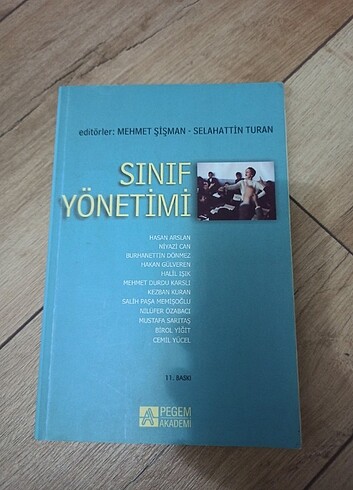 editörler: MEHMET ŞİŞMAN - SELAHATTİN TURAN
SINIF
YÖNETİMİ
HASAN ARSLAN
NİYAZİ CAN
BURHANETTİN DÖNMEZ
HAKAN GÜLVEREN
HALİL IŞIK
MEHMET DURDU KARSLI
KEZBAN KURAN
SALİH PAŞA MEMİŞOĞLU
NİLÜFER ÖZABACI
MUSTAFA SARITAŞ
BİROL YİĞİT
CEMİL YÜCEL
11. BASKI
PEGEM
AKADEMİ